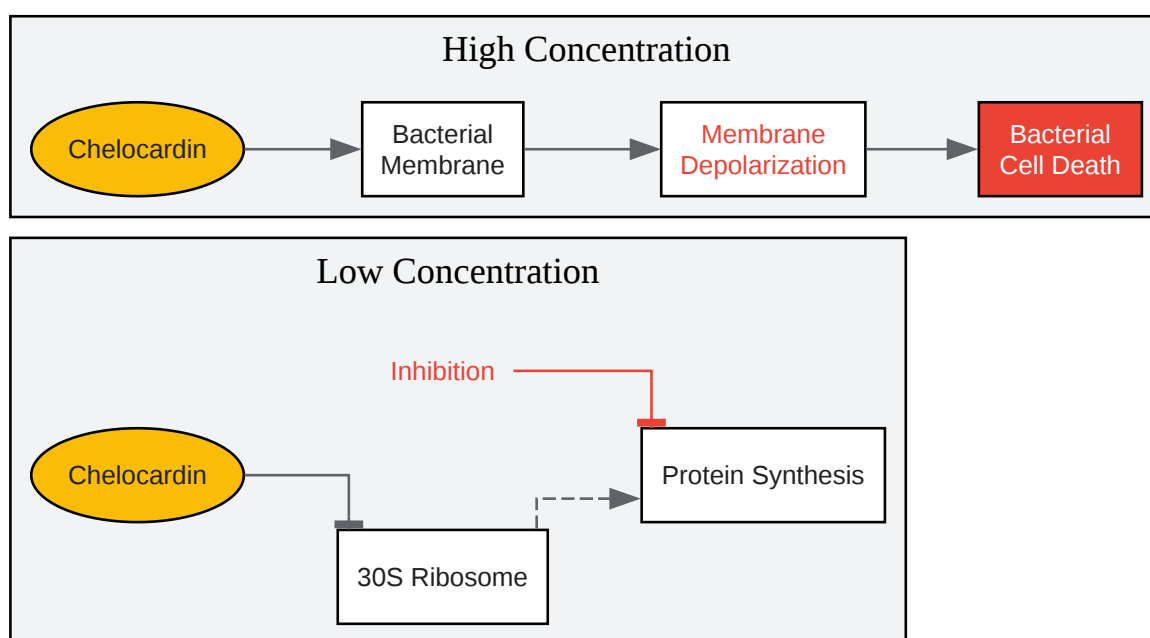 High Concentration
Chelocardin
Bacterial
Membrane
Membrane
Depolarization
Bacterial
Cell Death
Low Concentration
Inhibition
Chelocardin
Protein Synthesis
30S Ribosome